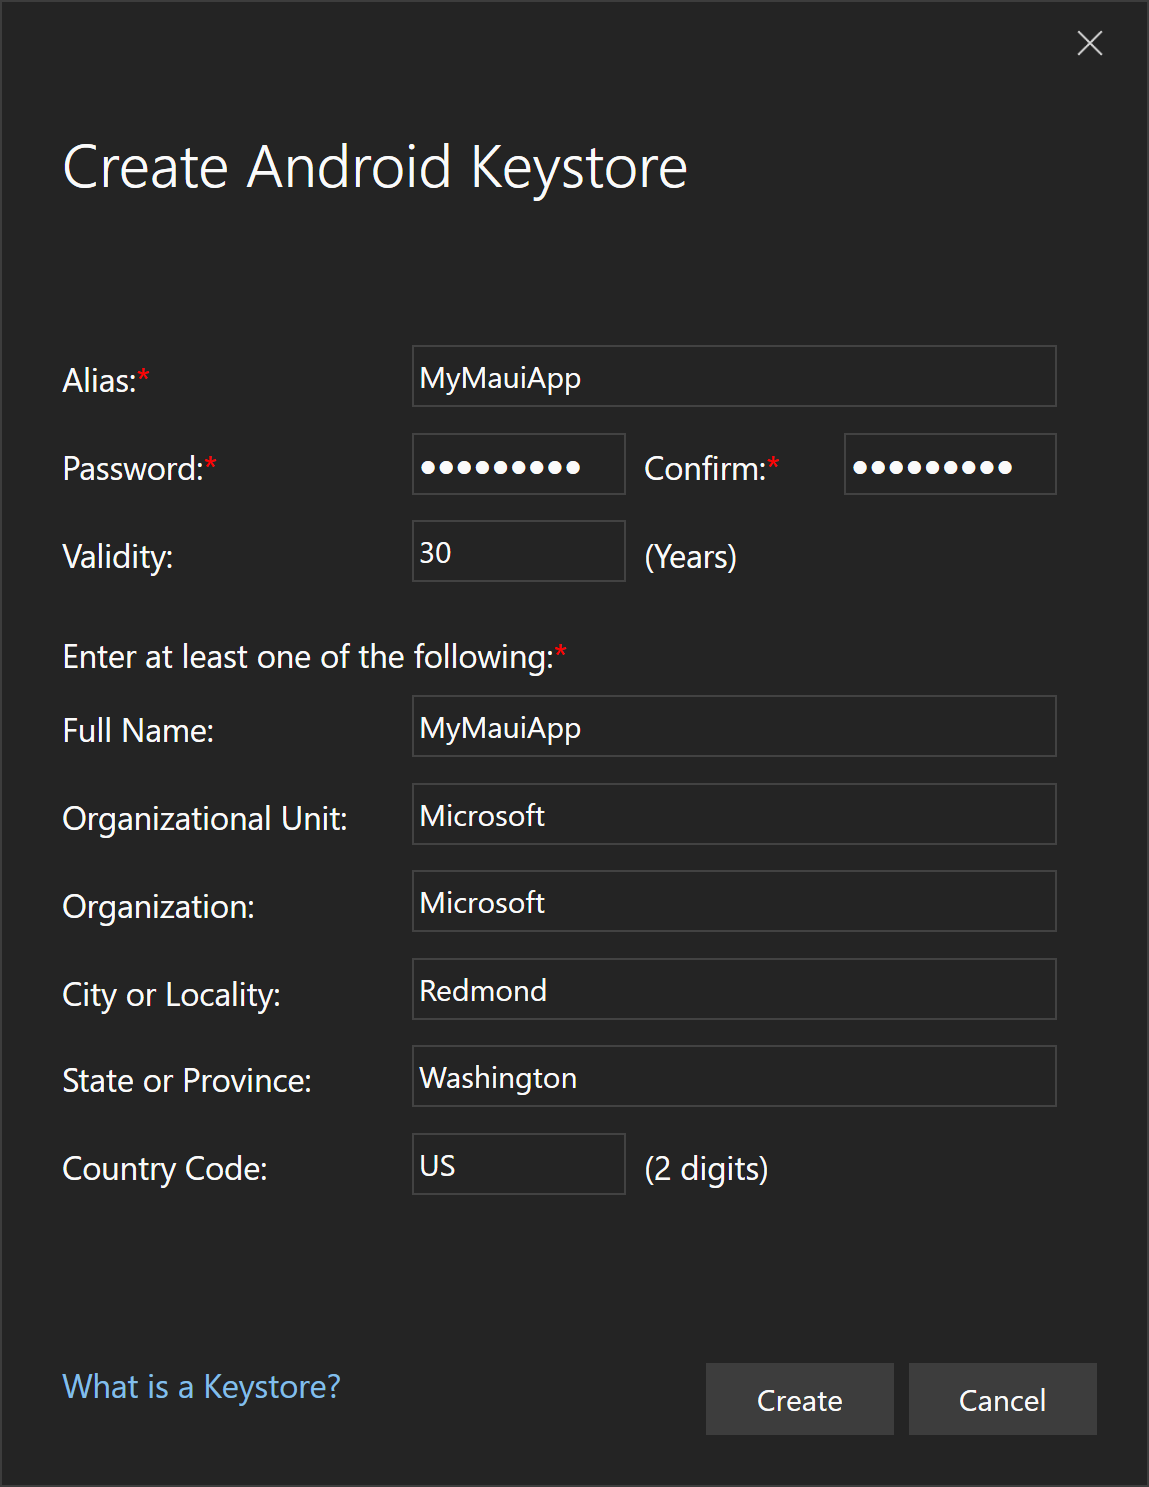 Create Android Keystore
Alias:* MyMauiApp
Password:* ●●●●●●●●● Confirm:* ●●●●●●●●●
Validity: 30 (Years)
Enter at least one of the following:*
Full Name: MyMauiApp
Organizational Unit: Microsoft
Organization: Microsoft
City or Locality: Redmond
State or Province: Washington
Country Code: US (2 digits)
What is a Keystore? Create Cancel